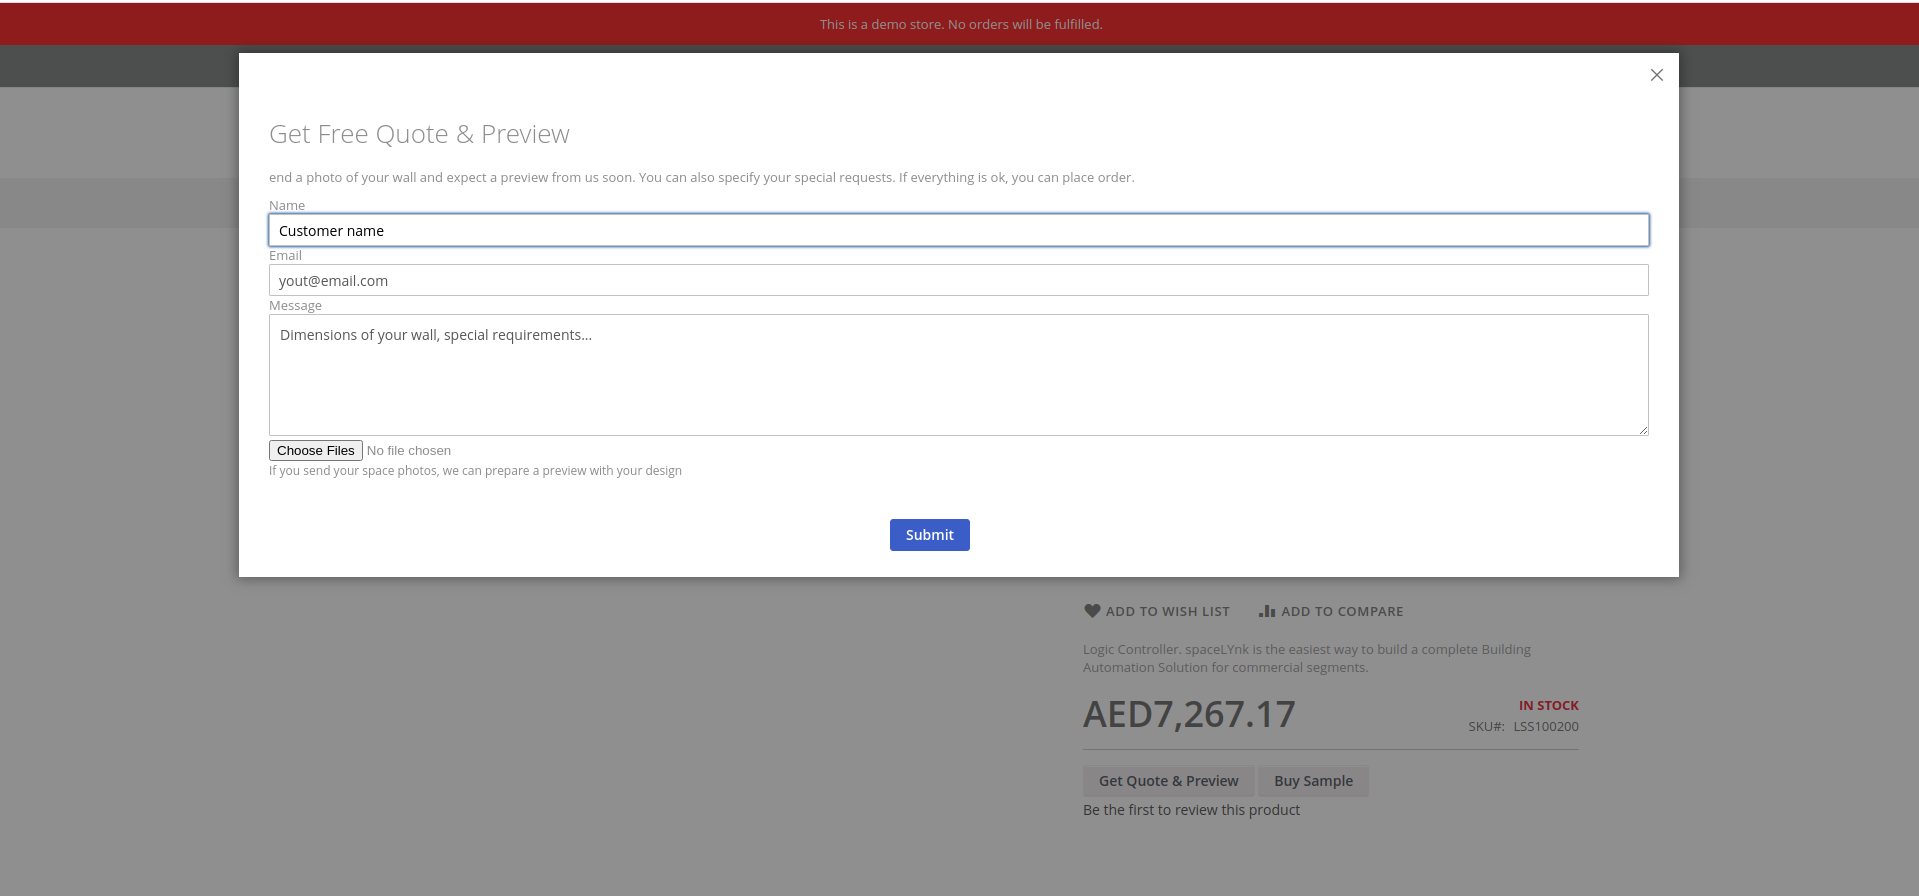 This is a demo store. No orders will be fulfilled.
Get Free Quote & Preview
end a photo of your wall and expect a preview from us soon. You can also specify your special requests. If everything is ok, you can place order.
Name
Customer name
Email
yout@email.com
Message
Dimensions of your wall, special requirements...
Choose Files No file chosen
If you send your space photos, we can prepare a preview with your design
Submit
ADD TO WISH LIST ADD TO COMPARE
Logic Controller. spaceLYnk is the easiest way to build a complete Building
Automation Solution for commercial segments.
AED7,267.17
IN STOCK
SKU#: LSS100200
Get Quote & Preview Buy Sample
Be the first to review this product